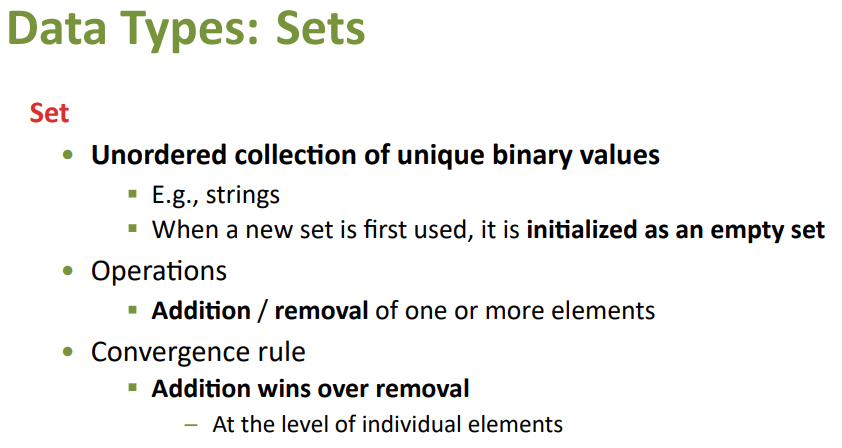 Data Types: Sets
Set
• Unordered collection of unique binary values
▪ E.g., strings
▪ When a new set is first used, it is initialized as an empty set
• Operations
▪ Addition / removal of one or more elements
• Convergence rule
▪ Addition wins over removal
– At the level of individual elements